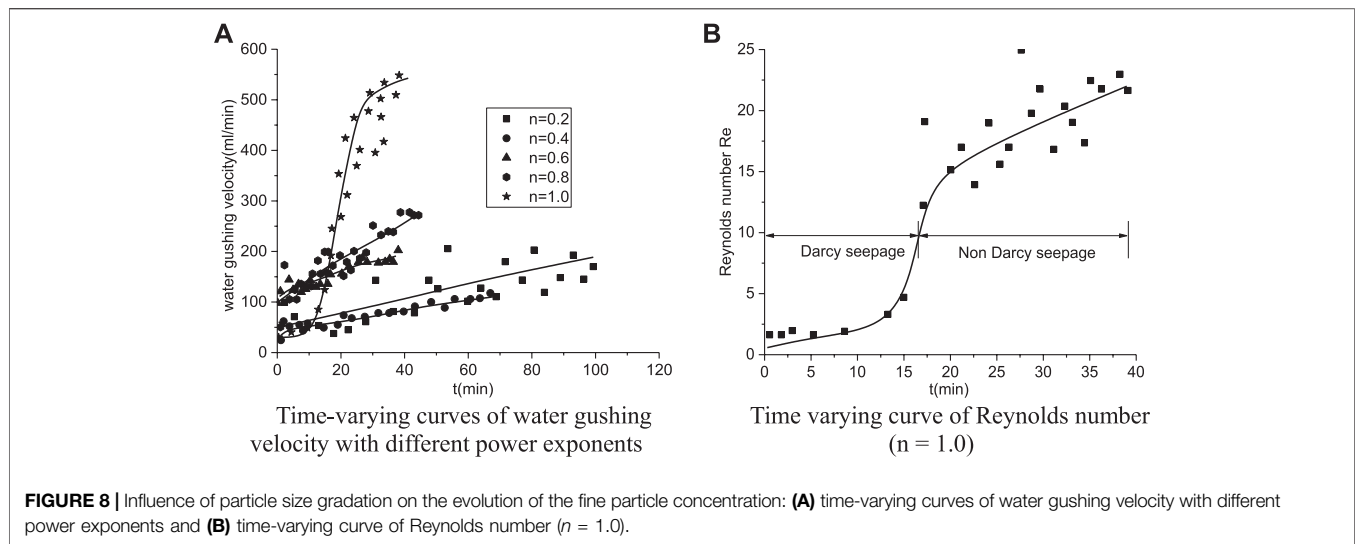 A
600
500
400
300
200
100
0
water gushing velocity(ml/min)
n=0.2
n=0.4
n=0.6
n=0.8
n=1.0
0 20 40 60 80 100 120
t(min)
Time-varying curves of water gushing
velocity with different power exponents
B
25
20
15
10
5
0
Reynolds number Re
Darcy seepage
Non Darcy seepage
0 5 10 15 20 25 30 35 40
t(min)
Time varying curve of Reynolds number
(n = 1.0)
FIGURE 8 | Influence of particle size gradation on the evolution of the fine particle concentration: (A) time-varying curves of water gushing velocity with different
power exponents and (B) time-varying curve of Reynolds number (n = 1.0).